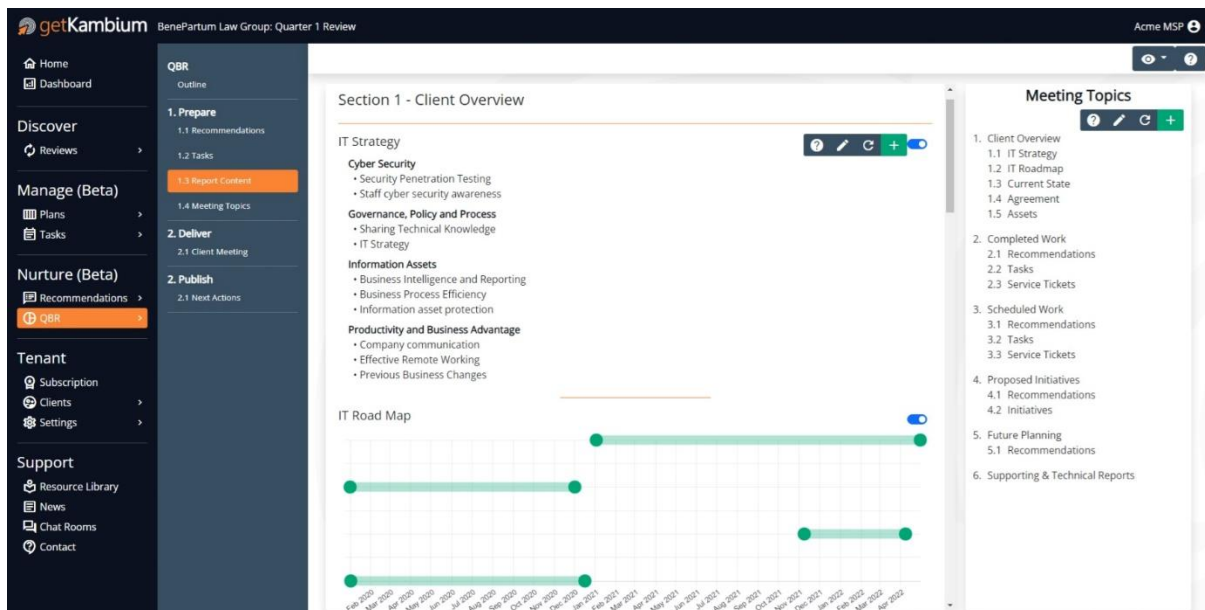 getKambium
BenePartum Law Group: Quarter 1 Review
Acme MSP
Home
Dashboard
Discover
Reviews
Manage (Beta)
Plans
Tasks
Nurture (Beta)
Recommendations
QBR
Tenant
Subscription
Clients
Settings
Support
Resource Library
News
Chat Rooms
Contact
QBR
Outline
1. Prepare
1.1 Recommendations
1.2 Tasks
1.3 Report Content
1.4 Meeting Topics
2. Deliver
2.1 Client Meeting
2. Publish
2.1 Next Actions
Section 1 - Client Overview
IT Strategy
Cyber Security
• Security Penetration Testing
• Staff cyber security awareness
Governance, Policy and Process
• Sharing Technical Knowledge
• IT Strategy
Information Assets
• Business Intelligence and Reporting
• Business Process Efficiency
• Information asset protection
Productivity and Business Advantage
• Company communication
• Effective Remote Working
• Previous Business Changes
IT Road Map
Feb 2020
Mar 2020
Apr 2020
May 2020
Jun 2020
Jul 2020
Aug 2020
Sep 2020
Oct 2020
Nov 2020
Dec 2020
Jan 2021
Feb 2021
Mar 2021
Apr 2021
May 2021
Jun 2021
Jul 2021
Aug 2021
Sep 2021
Oct 2021
Nov 2021
Dec 2021
Jan 2022
Feb 2022
Mar 2022
Apr 2022
Meeting Topics
1. Client Overview
1.1 IT Strategy
1.2 IT Roadmap
1.3 Current State
1.4 Agreement
1.5 Assets
2. Completed Work
2.1 Recommendations
2.2 Tasks
2.3 Service Tickets
3. Scheduled Work
3.1 Recommendations
3.2 Tasks
3.3 Service Tickets
4. Proposed Initiatives
4.1 Recommendations
4.2 Initiatives
5. Future Planning
5.1 Recommendations
6. Supporting & Technical Reports